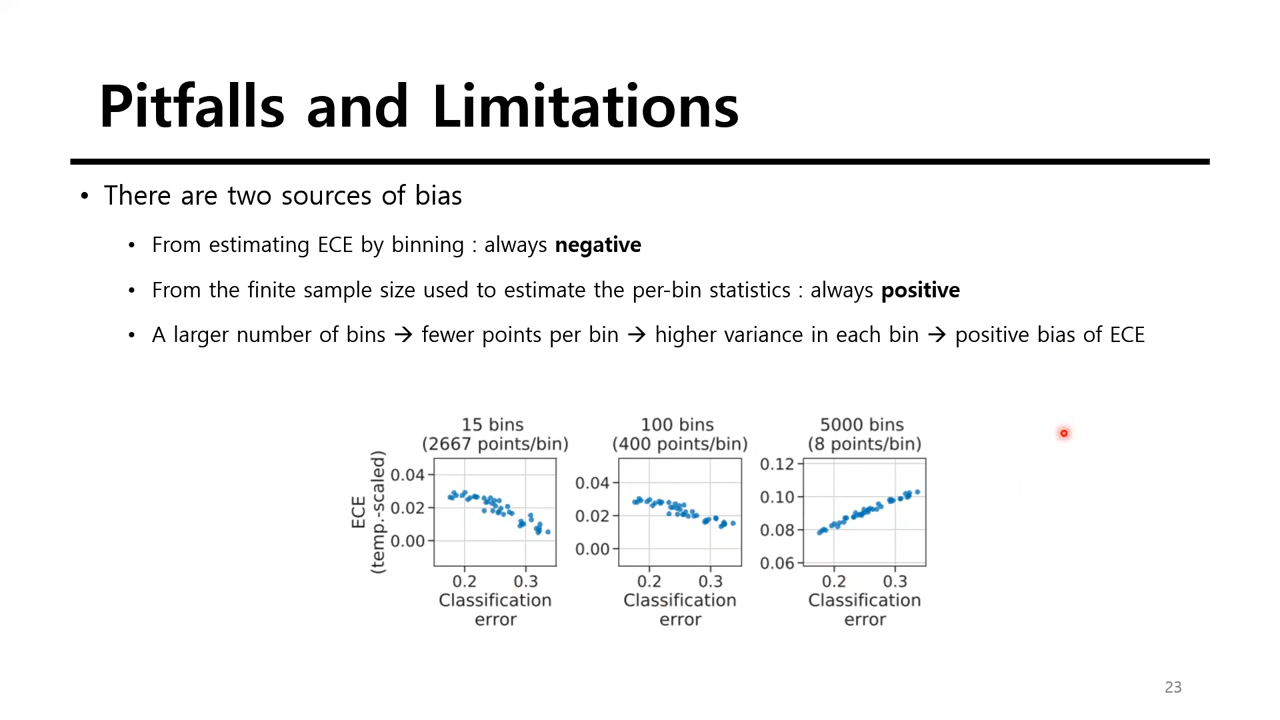 Pitfalls and Limitations
• There are two sources of bias
• From estimating ECE by binning : always negative
• From the finite sample size used to estimate the per-bin statistics : always positive
• A larger number of bins → fewer points per bin → higher variance in each bin → positive bias of ECE
15 bins
(2667 points/bin)
ECE
(temp.-scaled)
0.04
0.02
0.00
0.2 0.3
Classification
error
100 bins
(400 points/bin)
0.04
0.02
0.00
0.2 0.3
Classification
error
5000 bins
(8 points/bin)
0.12
0.10
0.08
0.06
0.2 0.3
Classification
error
23